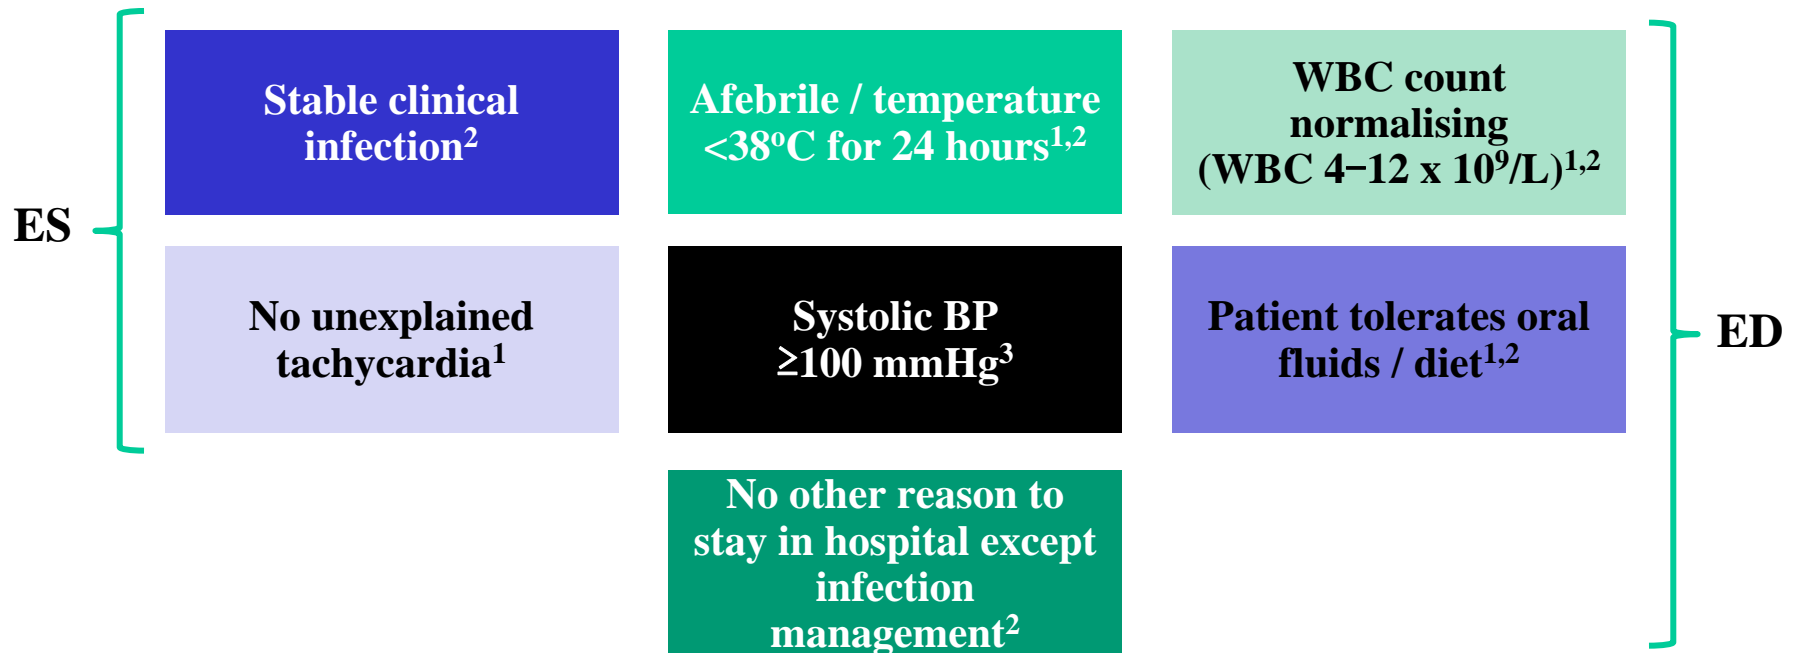 ES
Stable clinical
infection²
Afebrile / temperature
<38ºC for 24 hours¹,²
WBC count
normalising
(WBC 4–12 x 10⁹/L)¹,²
No unexplained
tachycardia¹
Systolic BP
≥100 mmHg³
Patient tolerates oral
fluids / diet¹,²
ED
No other reason to
stay in hospital except
infection
management²